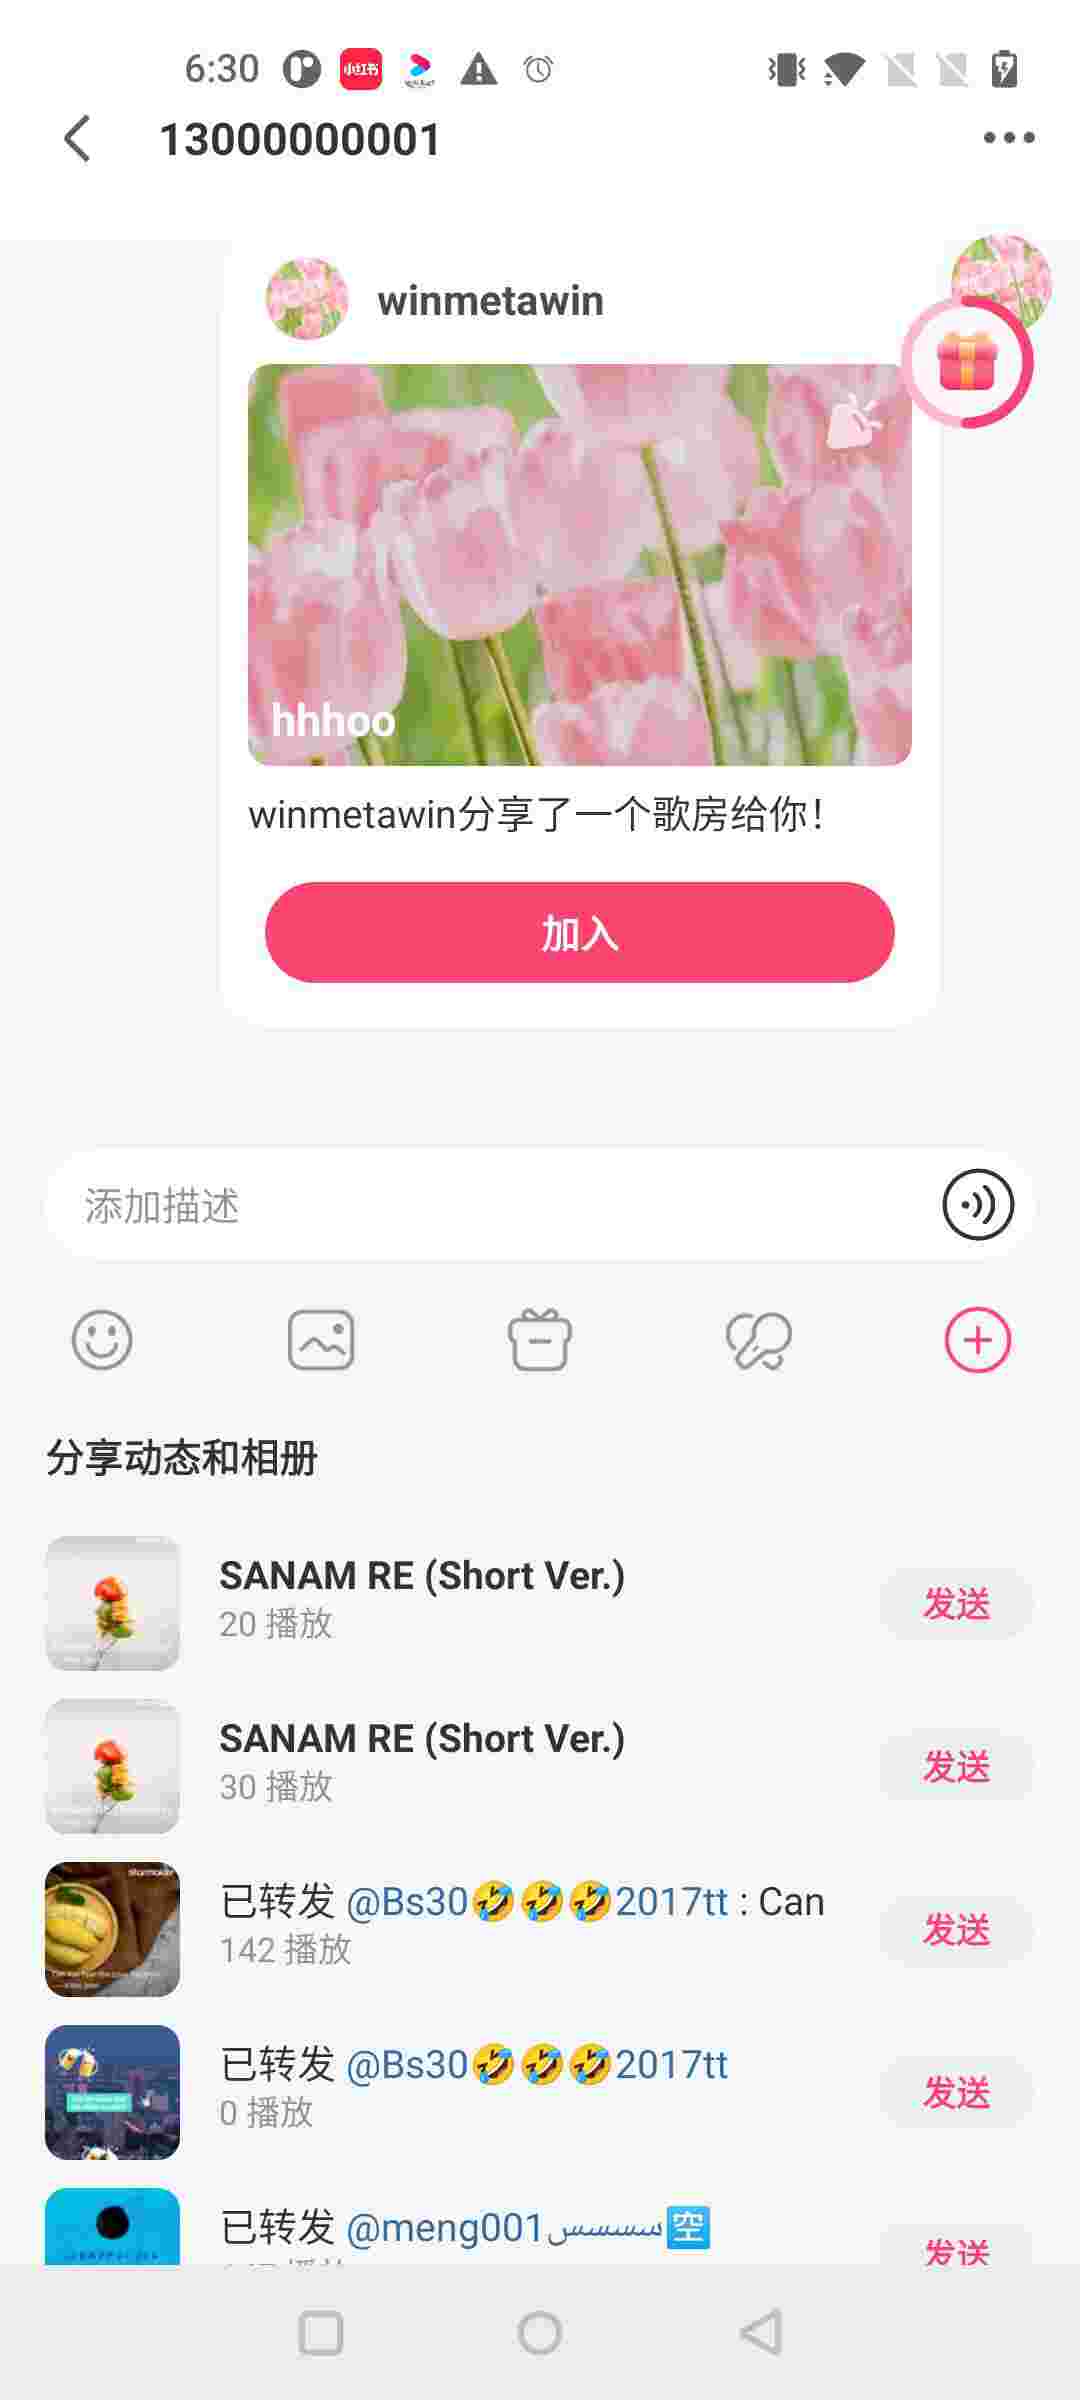 6:30
小红书
13000000001
winmetawin
hhhoo
winmetawin分享了一个歌房给你！
加入
添加描述
分享动态和相册
SANAM RE (Short Ver.)
20 播放
发送
SANAM RE (Short Ver.)
30 播放
发送
已转发 @Bs30🤣🤣🤣2017tt : Can
142 播放
发送
已转发 @Bs30🤣🤣🤣2017tt
0 播放
发送
已转发 @meng001سسسس🈳
发送